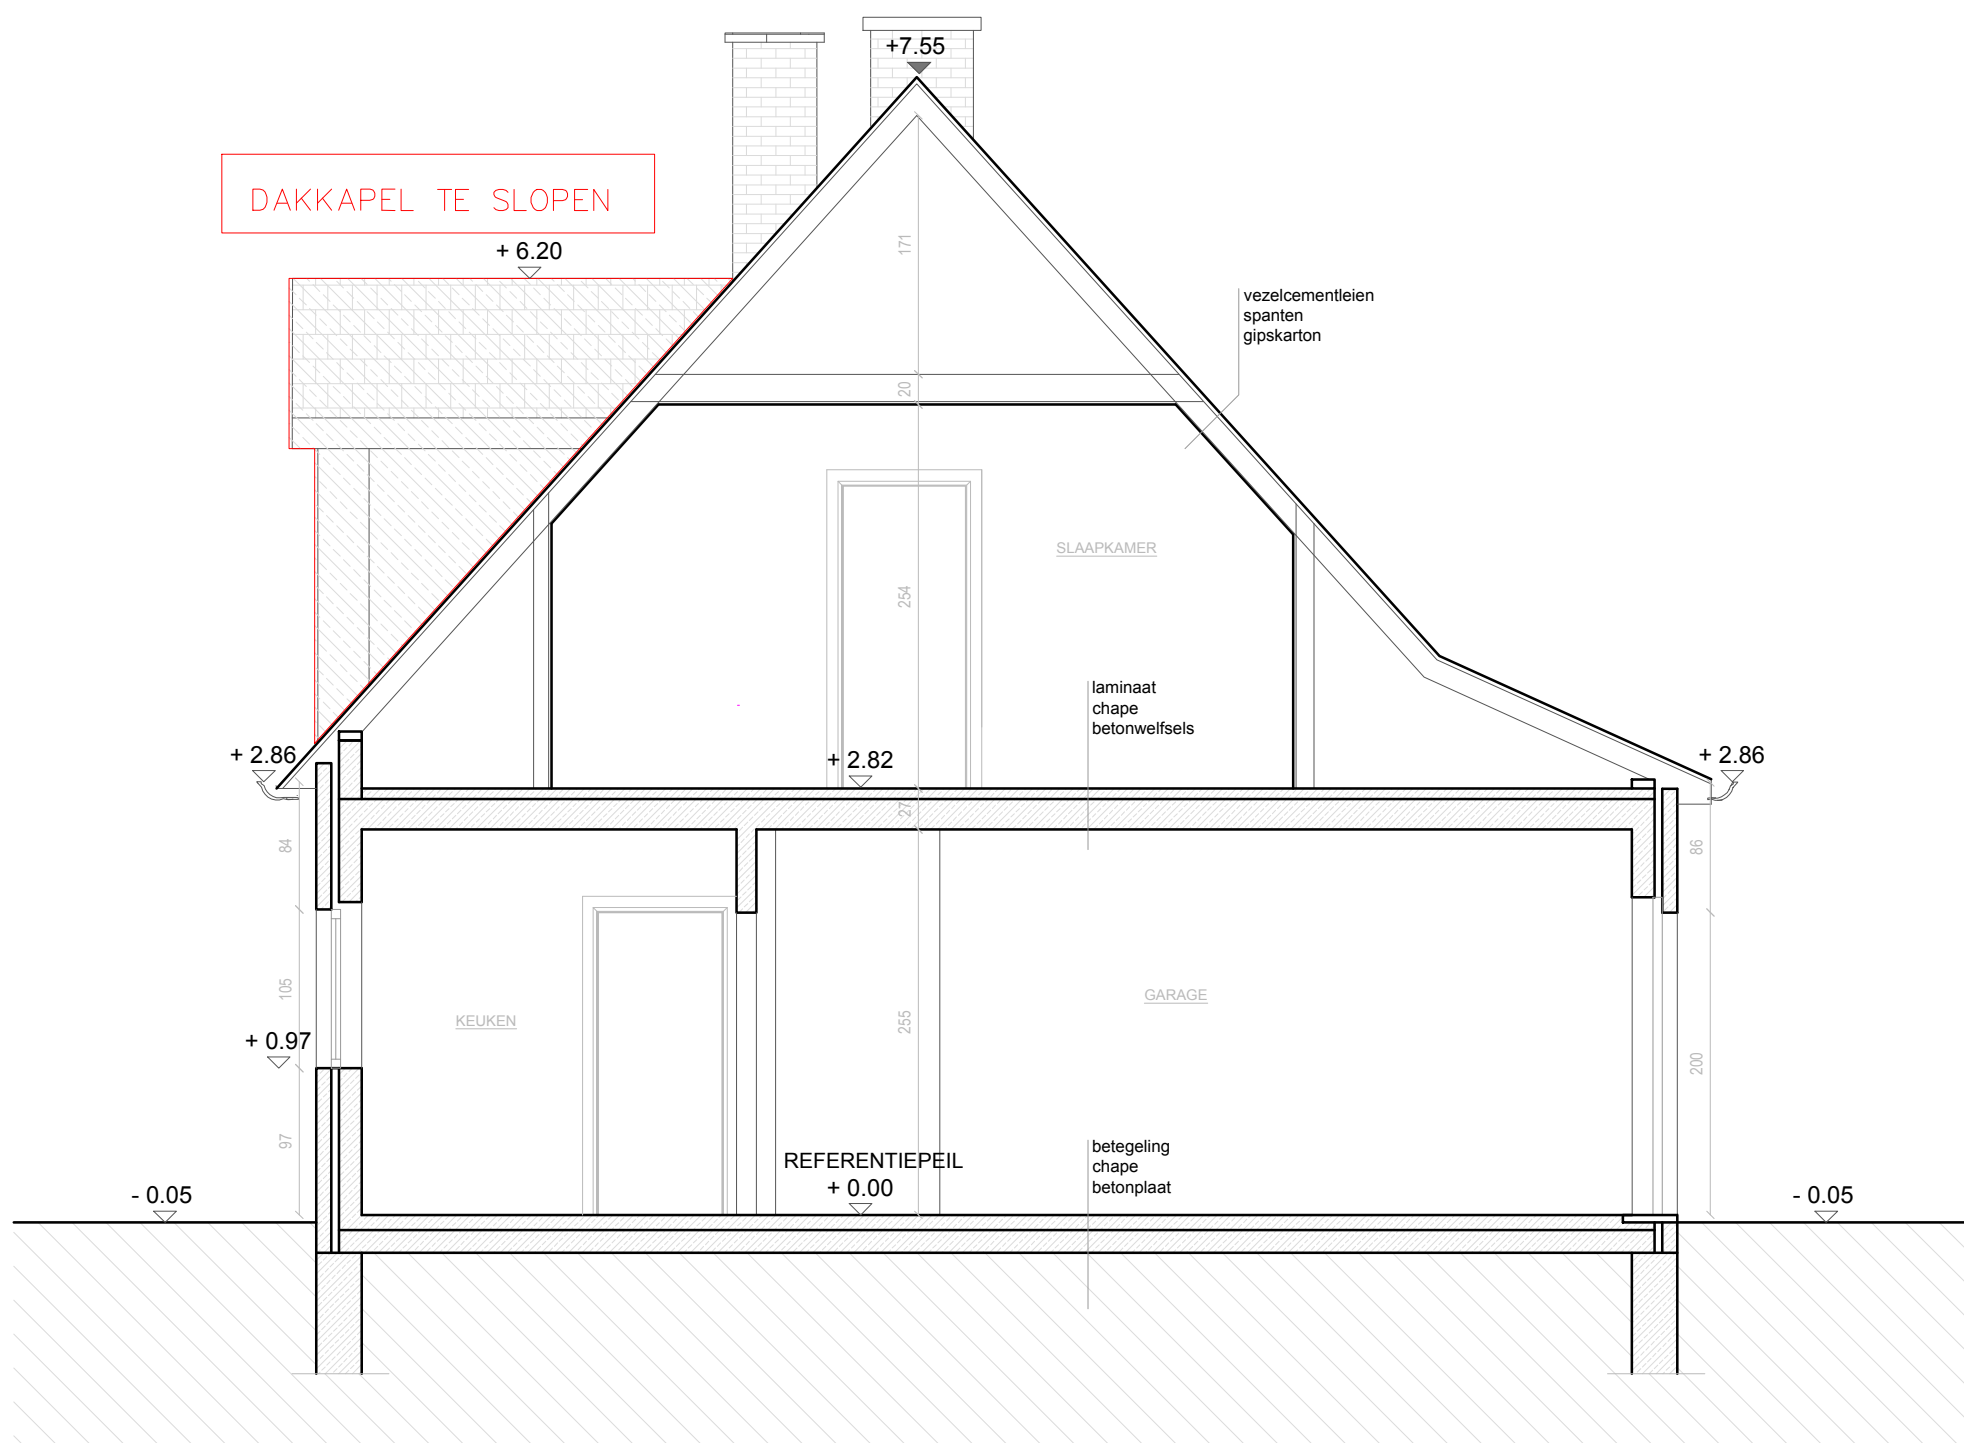 +7.55
DAKKAPEL TE SLOPEN
+ 6.20
171
vezelcementleien
spanten
gipskarton
20
SLAAPKAMER
254
laminaat
chape
betonwelfsels
+ 2.86
+ 2.82
+ 2.86
27
84
86
105
GARAGE
KEUKEN
255
+ 0.97
200
97
betegeling
chape
betonplaat
REFERENTIEPEIL
+ 0.00
- 0.05
- 0.05